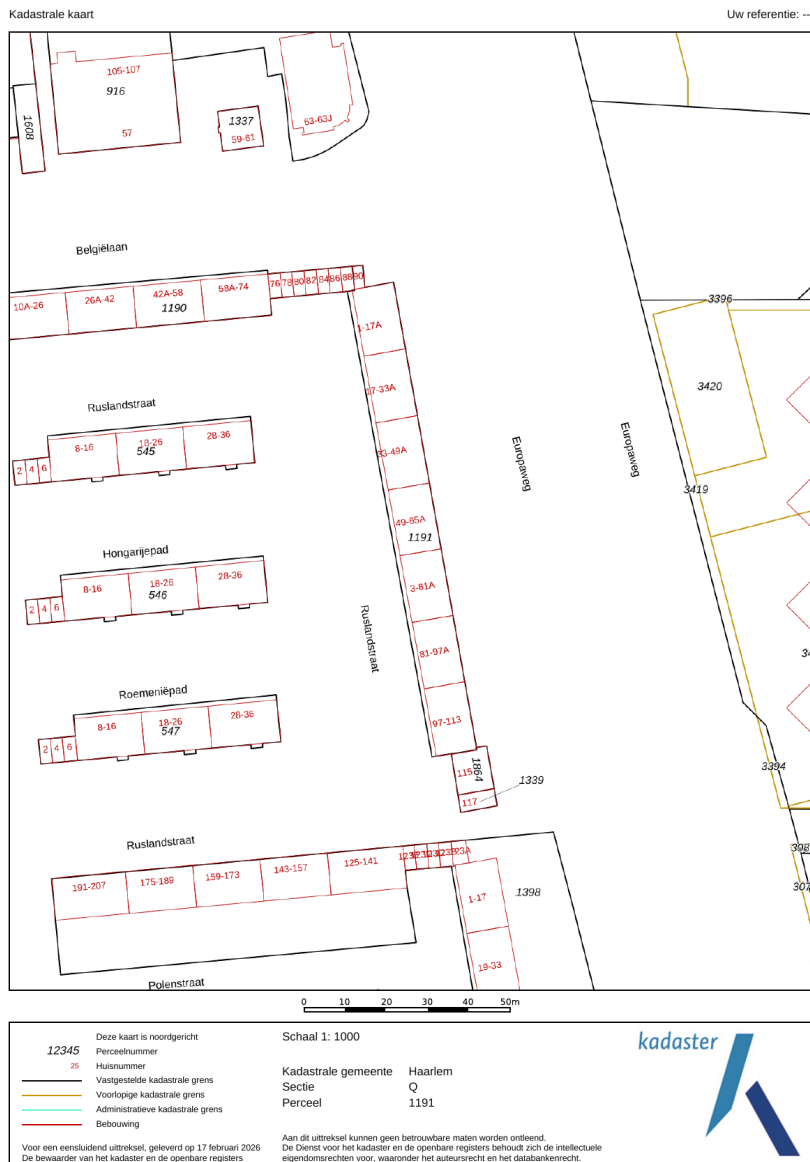 Kadastrale kaart
Uw referentie: --
105-107
916
1608
57
1337
59-61
63-63J
Belgiëlaan
10A-26
26A-42
42A-58
58A-74
76 78 80 82 84 86 88 90
1190
3396
1-17A
17-33A
3420
Ruslandstraat
8-16
18-26
28-36
545
2 4 6
33-49A
Europaweg
Europaweg
3419
49-65A
1191
Hongarijepad
8-16
18-26
28-36
546
2 4 6
3-81A
Ruslandstraat
81-97A
Roemeniëpad
8-16
18-26
28-36
547
2 4 6
97-113
115
1864
117
1339
3394
Ruslandstraat
191-207
175-189
159-173
143-157
125-141
1-17
1398
19-33
Polenstraat
0 10 20 30 40 50m
Deze kaart is noordgericht
12345 Perceelnummer
25 Huisnummer
Vastgestelde kadastrale grens
Voorlopige kadastrale grens
Administratieve kadastrale grens
Bebouwing
Voor een eensluidend uittreksel, geleverd op 17 februari 2026
De bewaarder van het kadaster en de openbare registers
Schaal 1: 1000
Kadastrale gemeente Haarlem
Sectie Q
Perceel 1191
Aan dit uittreksel kunnen geen betrouwbare maten worden ontleend.
De Dienst voor het kadaster en de openbare registers behoudt zich de intellectuele
eigendomsrechten voor, waaronder het auteursrecht en het databankenrecht.
kadaster